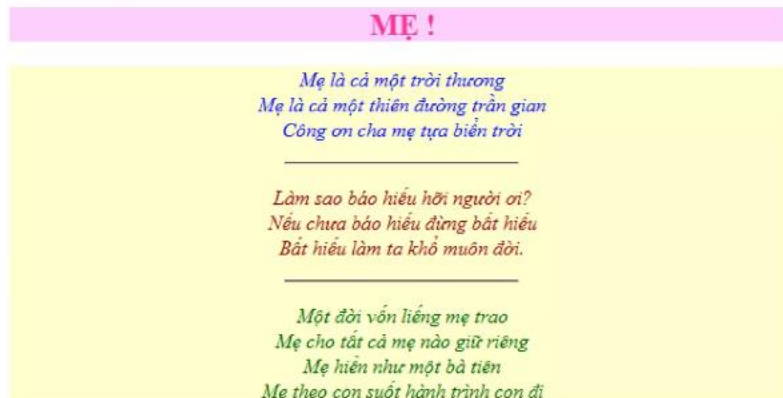 MẸ !
Mẹ là cả một trời thương
Mẹ là cả một thiên đường trần gian
Công ơn cha mẹ tựa biển trời
Làm sao báo hiếu hỡi người ơi?
Nếu chưa báo hiếu đừng bất hiếu
Bất hiếu làm ta khổ muôn đời.
Một đời vốn liếng mẹ trao
Mẹ cho tất cả mẹ nào giữ riêng
Mẹ hiền như một bà tiên
Mẹ theo con suốt hành trình con đi